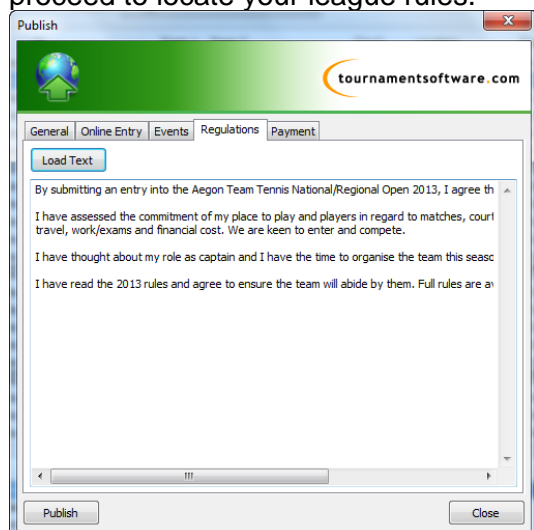 proceed to locate your league rules.
Publish
tournamentsoftware.com
General Online Entry Events Regulations Payment
Load Text
By submitting an entry into the Aegon Team Tennis National/Regional Open 2013, I agree th
I have assessed the commitment of my place to play and players in regard to matches, court
travel, work/exams and financial cost. We are keen to enter and compete.
I have thought about my role as captain and I have the time to organise the team this seaso
I have read the 2013 rules and agree to ensure the team will abide by them. Full rules are av
Publish Close